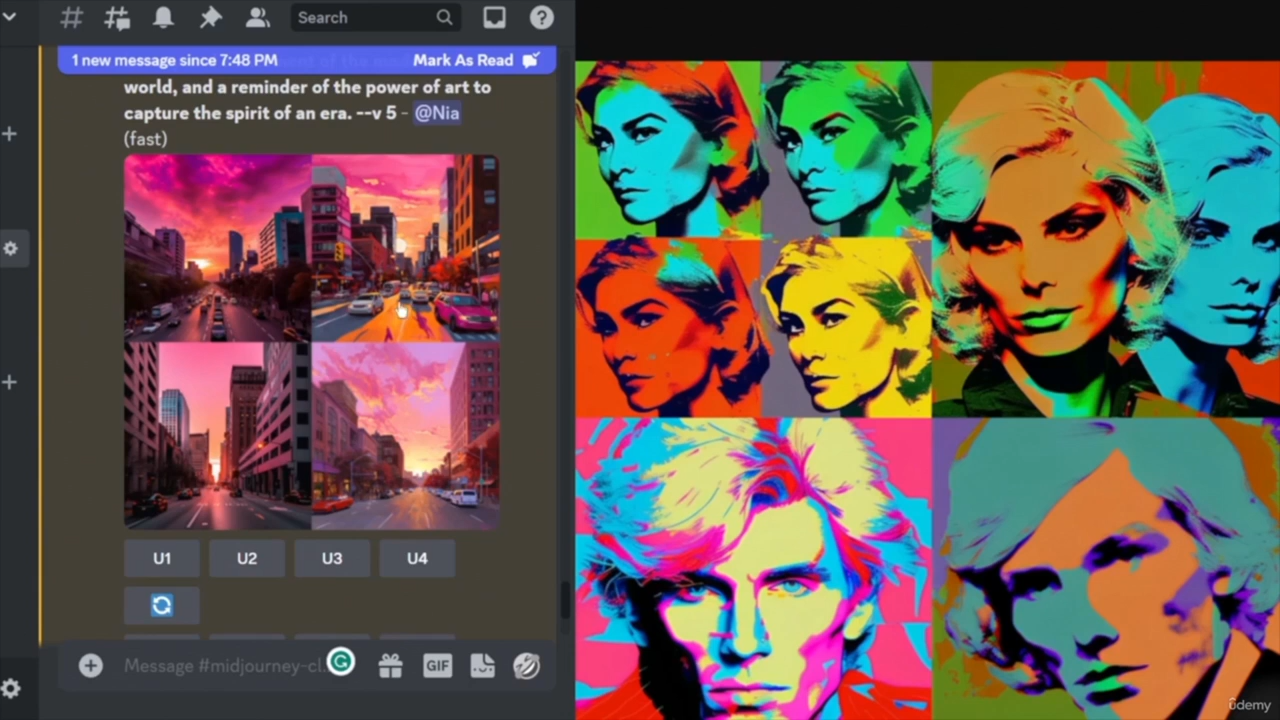 Search
1 new message since 7:48 PM
Mark As Read
world, and a reminder of the power of art to
capture the spirit of an era. --v 5 - @Nia
(fast)
U1 U2 U3 U4
Message #midjourney-cl
GIF
ûdemy